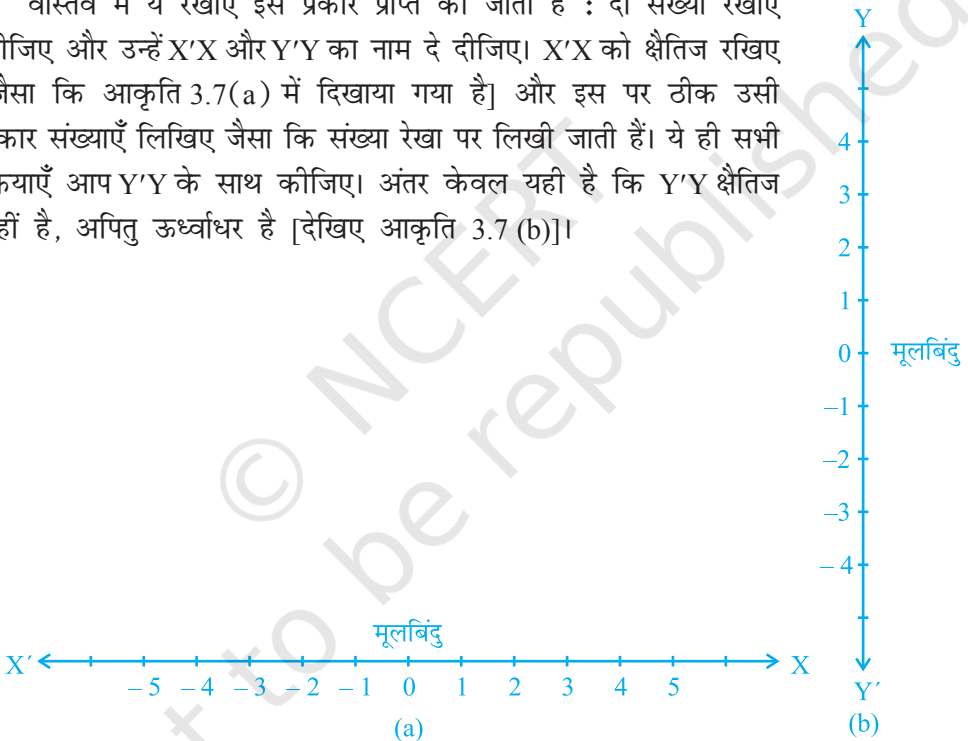 वास्तव में ये रेखाएँ इस प्रकार प्राप्त की जाती हैं : दो संख्या रेखाएँ
लीजिए और उन्हें X′X और Y′Y का नाम दे दीजिए। X′X को क्षैतिज रखिए
जैसा कि आकृति 3.7(a) में दिखाया गया है] और इस पर ठीक उसी
प्रकार संख्याएँ लिखिए जैसा कि संख्या रेखा पर लिखी जाती हैं। ये ही सभी
क्रियाएँ आप Y′Y के साथ कीजिए। अंतर केवल यही है कि Y′Y क्षैतिज
नहीं है, अपितु ऊर्ध्वाधर है [देखिए आकृति 3.7 (b)]।
Y
4
3
2
1
0 मूलबिंदु
–1
–2
–3
– 4
Y′
(b)
मूलबिंदु
X′ X
– 5 – 4 – 3 – 2 – 1 0 1 2 3 4 5
(a)
© NCERT
not to be republished